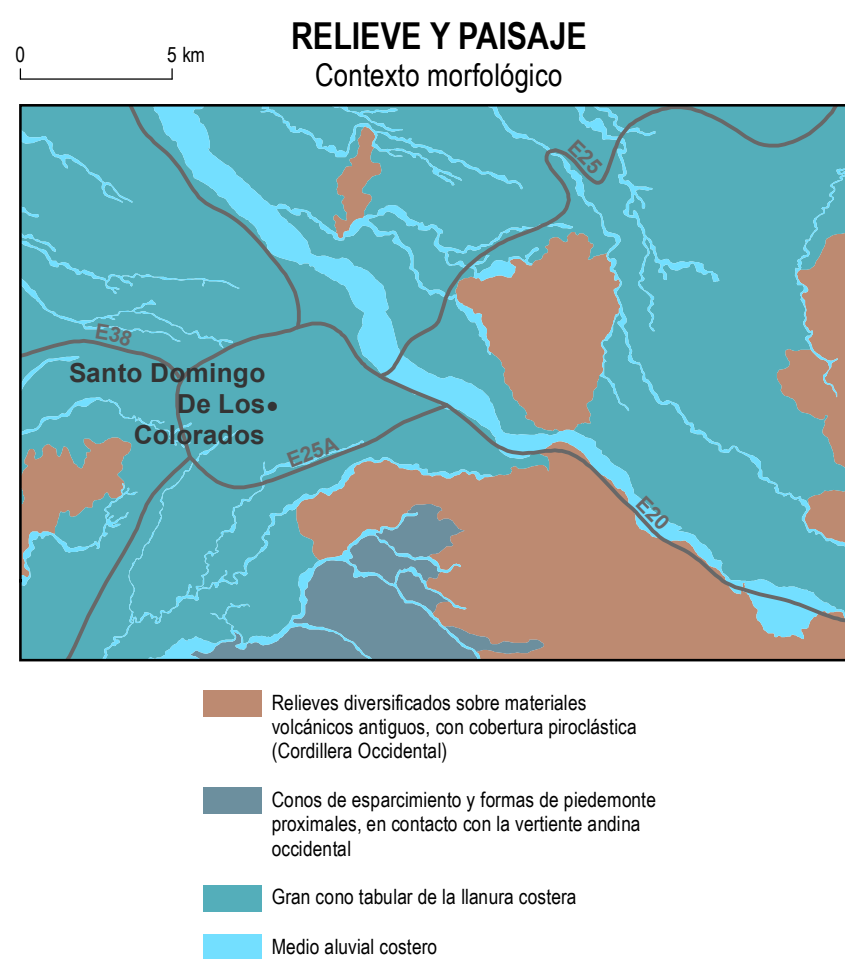 RELIEVE Y PAISAJE
Contexto morfológico
0 5 km
E25
E38
Santo Domingo
De Los
Colorados
E25A
E20
Relieves diversificados sobre materiales
volcánicos antiguos, con cobertura piroclástica
(Cordillera Occidental)
Conos de esparcimiento y formas de piedemonte
proximales, en contacto con la vertiente andina
occidental
Gran cono tabular de la llanura costera
Medio aluvial costero